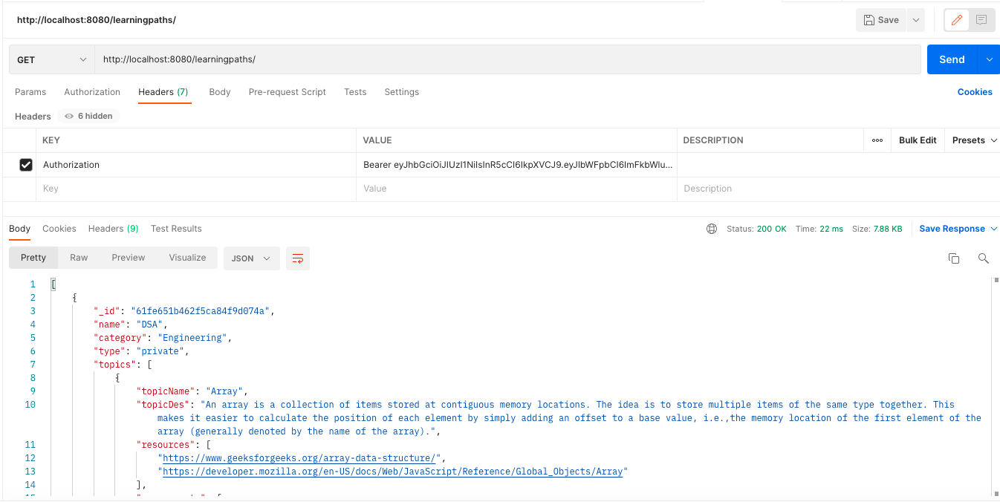 http://localhost:8080/learningpaths/
Save
GET
http://localhost:8080/learningpaths/
Send
Params Authorization Headers (7) Body Pre-request Script Tests Settings Cookies
Headers 6 hidden
KEY VALUE DESCRIPTION ooo Bulk Edit Presets
Authorization Bearer eyJhbGciOiJIUzI1NiIsInR5cCI6IkpXVCJ9.eyJlbWFpbCI6ImFkbWlu...
Key Value Description
Body Cookies Headers (9) Test Results Status: 200 OK Time: 22 ms Size: 7.88 KB Save Response
Pretty Raw Preview Visualize JSON
1 [
2 {
3 "_id": "61fe651b462f5ca84f9d074a",
4 "name": "DSA",
5 "category": "Engineering",
6 "type": "private",
7 "topics": [
8 {
9 "topicName": "Array",
10 "topicDes": "An array is a collection of items stored at contiguous memory locations. The idea is to store multiple items of the same type together. This
makes it easier to calculate the position of each element by simply adding an offset to a base value, i.e.,the memory location of the first element of the
array (generally denoted by the name of the array).",
11 "resources": [
12 "https://www.geeksforgeeks.org/array-data-structure/",
13 "https://developer.mozilla.org/en-US/docs/Web/JavaScript/Reference/Global_Objects/Array"
14 ],